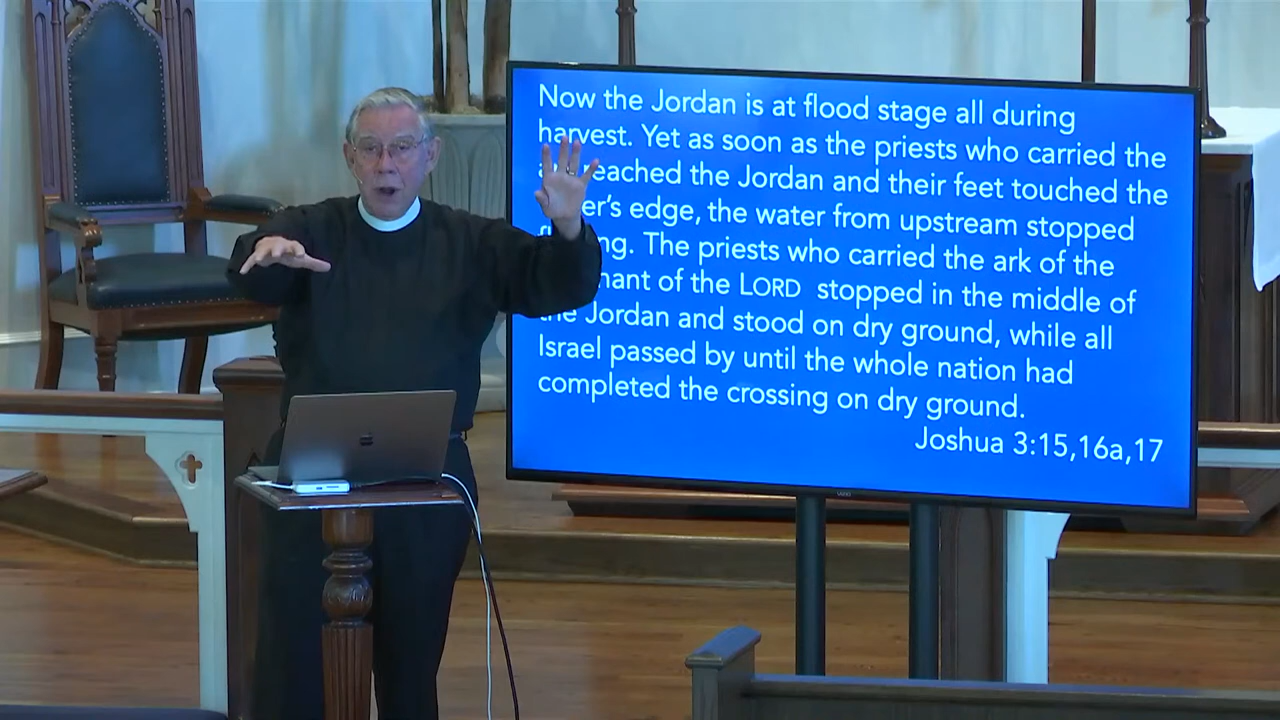 Now the Jordan is at flood stage all during
harvest. Yet as soon as the priests who carried the
reached the Jordan and their feet touched the
edge, the water from upstream stopped
The priests who carried the ark of the
of the LORD stopped in the middle of
the Jordan and stood on dry ground, while all
Israel passed by until the whole nation had
completed the crossing on dry ground.
Joshua 3:15,16a,17